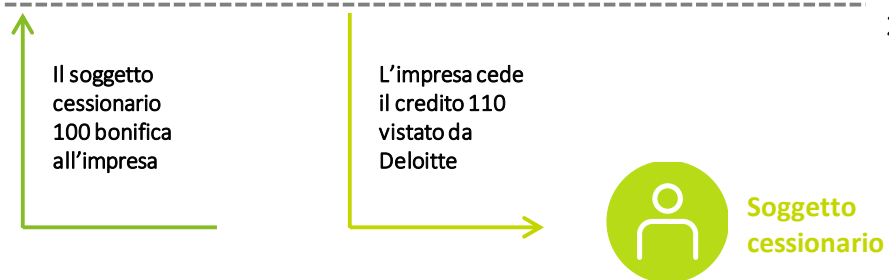 Il soggetto
cessionario
100 bonifica
all’impresa
L’impresa cede
il credito 110
vistato da
Deloitte
Soggetto
cessionario